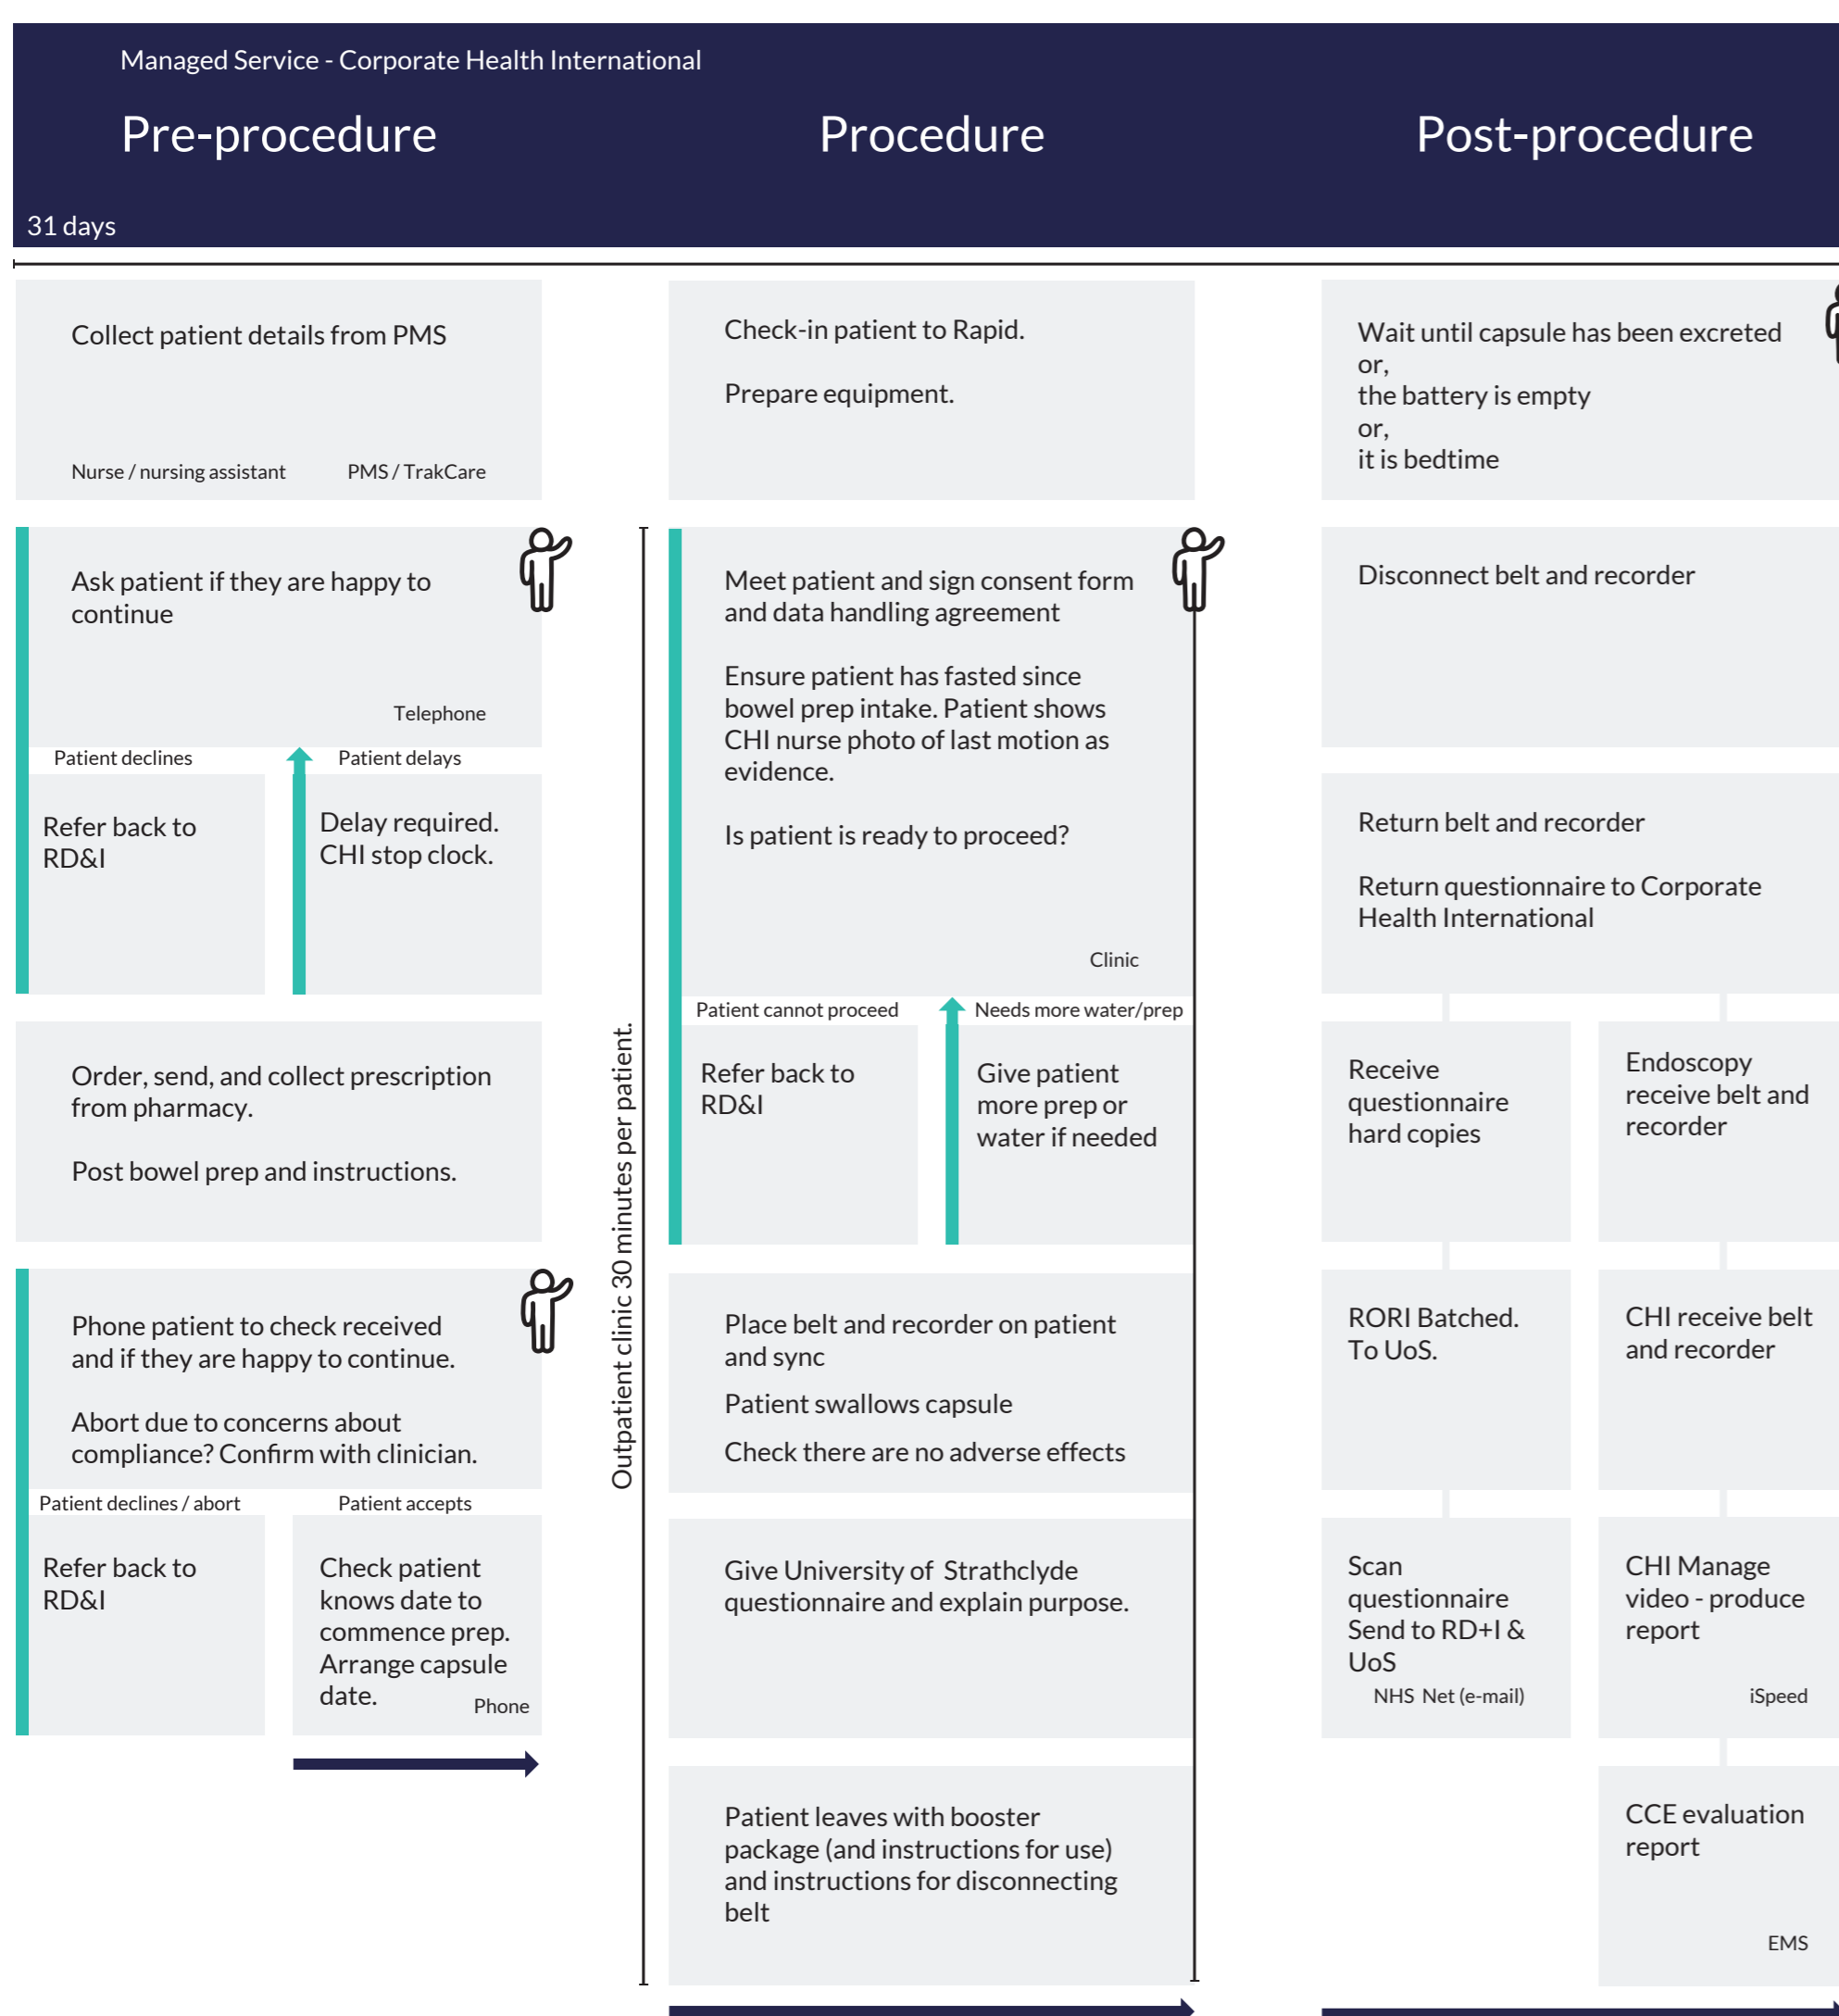 Managed Service - Corporate Health International
Pre-procedure
Procedure
Post-procedure
31 days
Collect patient details from PMS
Nurse / nursing assistant
PMS / TrakCare
Ask patient if they are happy to
continue
Telephone
Patient declines
Patient delays
Refer back to
RD&I
Delay required.
CHI stop clock.
Order, send, and collect prescription
from pharmacy.
Post bowel prep and instructions.
Phone patient to check received
and if they are happy to continue.
Abort due to concerns about
compliance? Confirm with clinician.
Patient declines / abort
Patient accepts
Refer back to
RD&I
Check patient
knows date to
commence prep.
Arrange capsule
date.
Phone
Outpatient clinic 30 minutes per patient.
Check-in patient to Rapid.
Prepare equipment.
Meet patient and sign consent form
and data handling agreement
Ensure patient has fasted since
bowel prep intake. Patient shows
CHI nurse photo of last motion as
evidence.
Is patient is ready to proceed?
Clinic
Patient cannot proceed
Needs more water/prep
Refer back to
RD&I
Give patient
more prep or
water if needed
Place belt and recorder on patient
and sync
Patient swallows capsule
Check there are no adverse effects
Give University of Strathclyde
questionnaire and explain purpose.
Patient leaves with booster
package (and instructions for use)
and instructions for disconnecting
belt
Wait until capsule has been excreted
or,
the battery is empty
or,
it is bedtime
Disconnect belt and recorder
Return belt and recorder
Return questionnaire to Corporate
Health International
Receive
questionnaire
hard copies
RORI Batched.
To UoS.
Scan
questionnaire
Send to RD+I &
UoS
NHS Net (e-mail)
Endoscopy
receive belt and
recorder
CHI receive belt
and recorder
CHI Manage
video - produce
report
iSpeed
CCE evaluation
report
EMS